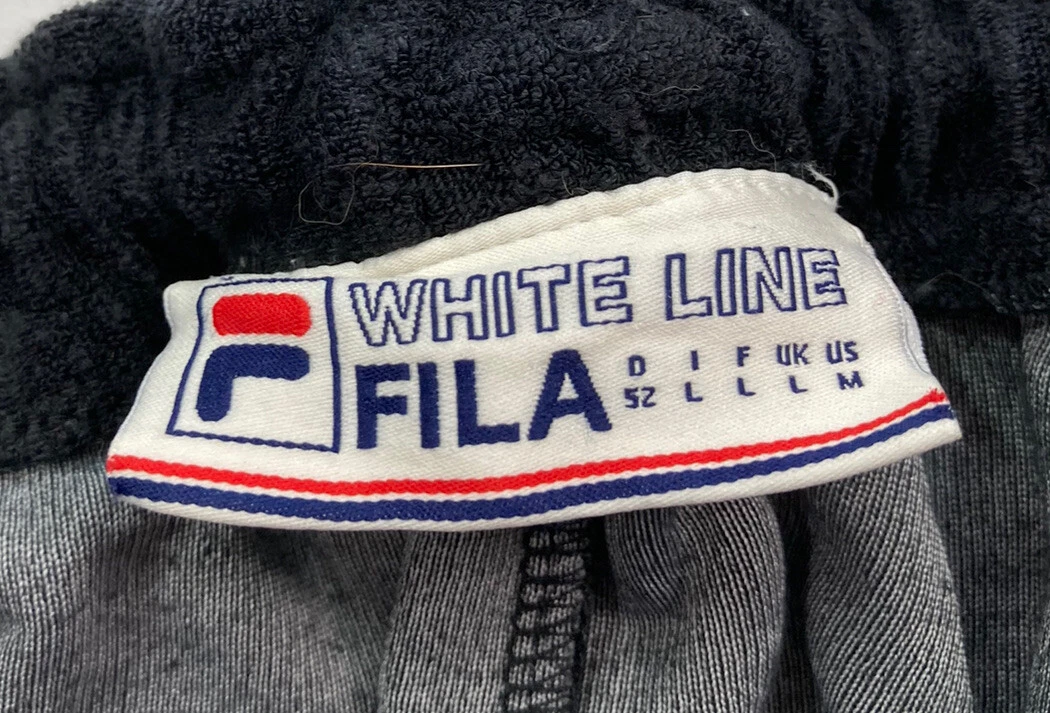 WHITE LINE
FILA
D I F UK US
52 L L L M